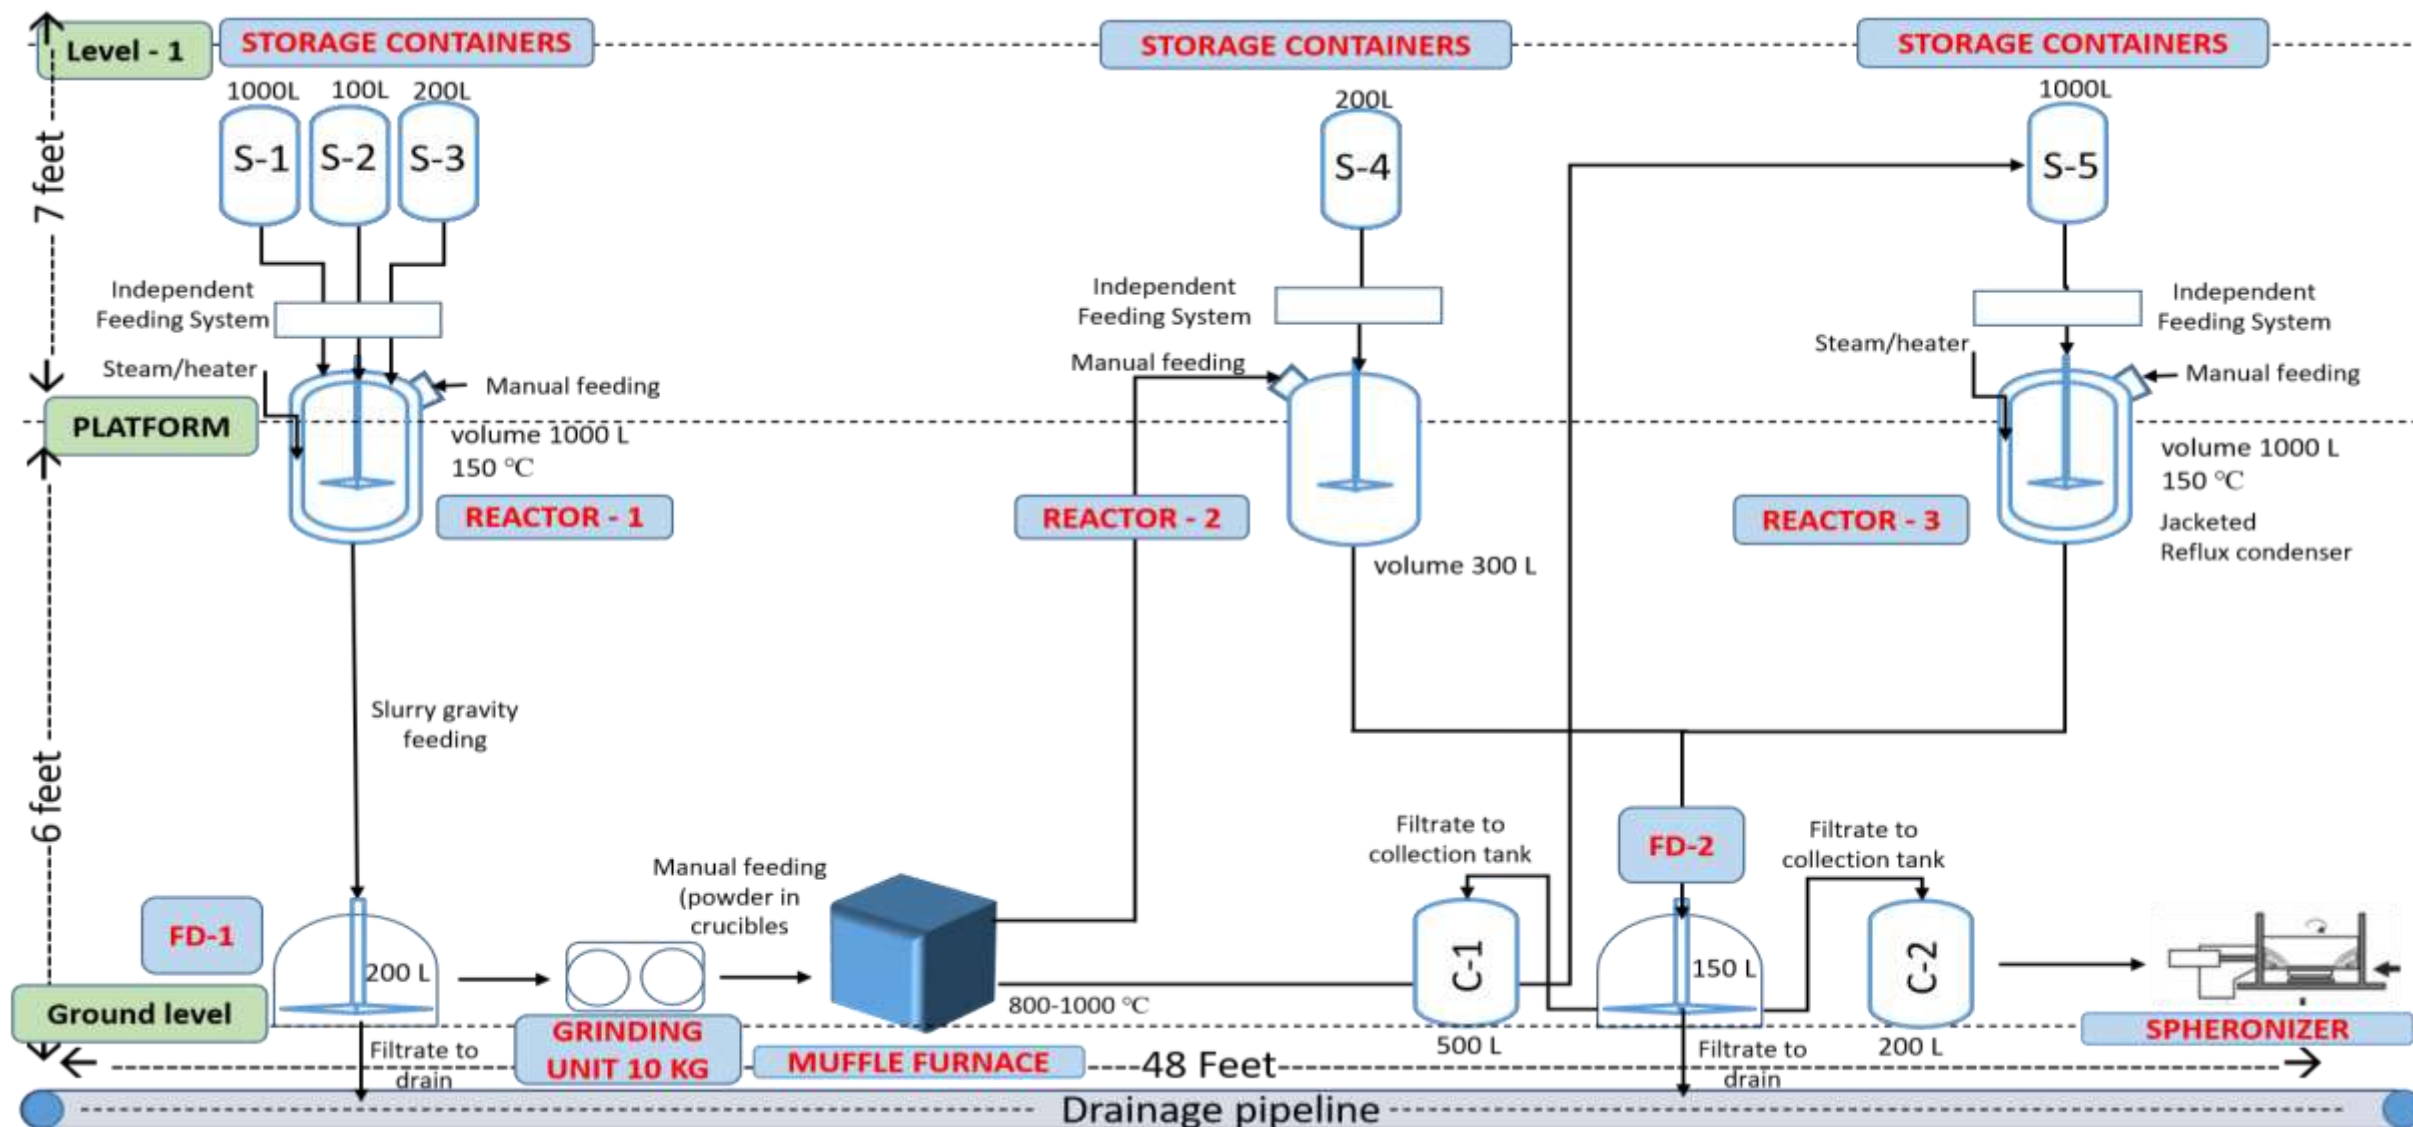 Level - 1
STORAGE CONTAINERS
STORAGE CONTAINERS
STORAGE CONTAINERS
1000L
100L
200L
200L
1000L
S-1
S-2
S-3
S-4
S-5
7 feet
Independent
Feeding System
Independent
Feeding System
Independent
Feeding System
Steam/heater
Manual feeding
Manual feeding
Steam/heater
Manual feeding
PLATFORM
volume 1000 L
150 °C
REACTOR - 1
REACTOR - 2
volume 300 L
REACTOR - 3
volume 1000 L
150 °C
Jacketed
Reflux condenser
6 feet
Slurry gravity
feeding
FD-1
200 L
Manual feeding
(powder in
crucibles
Filtrate to
collection tank
FD-2
Filtrate to
collection tank
C-1
150 L
C-2
Ground level
800-1000 °C
GRINDING
UNIT 10 KG
MUFFLE FURNACE
500 L
200 L
SPHERONIZER
Filtrate to
drain
48 Feet
Filtrate to
drain
Drainage pipeline